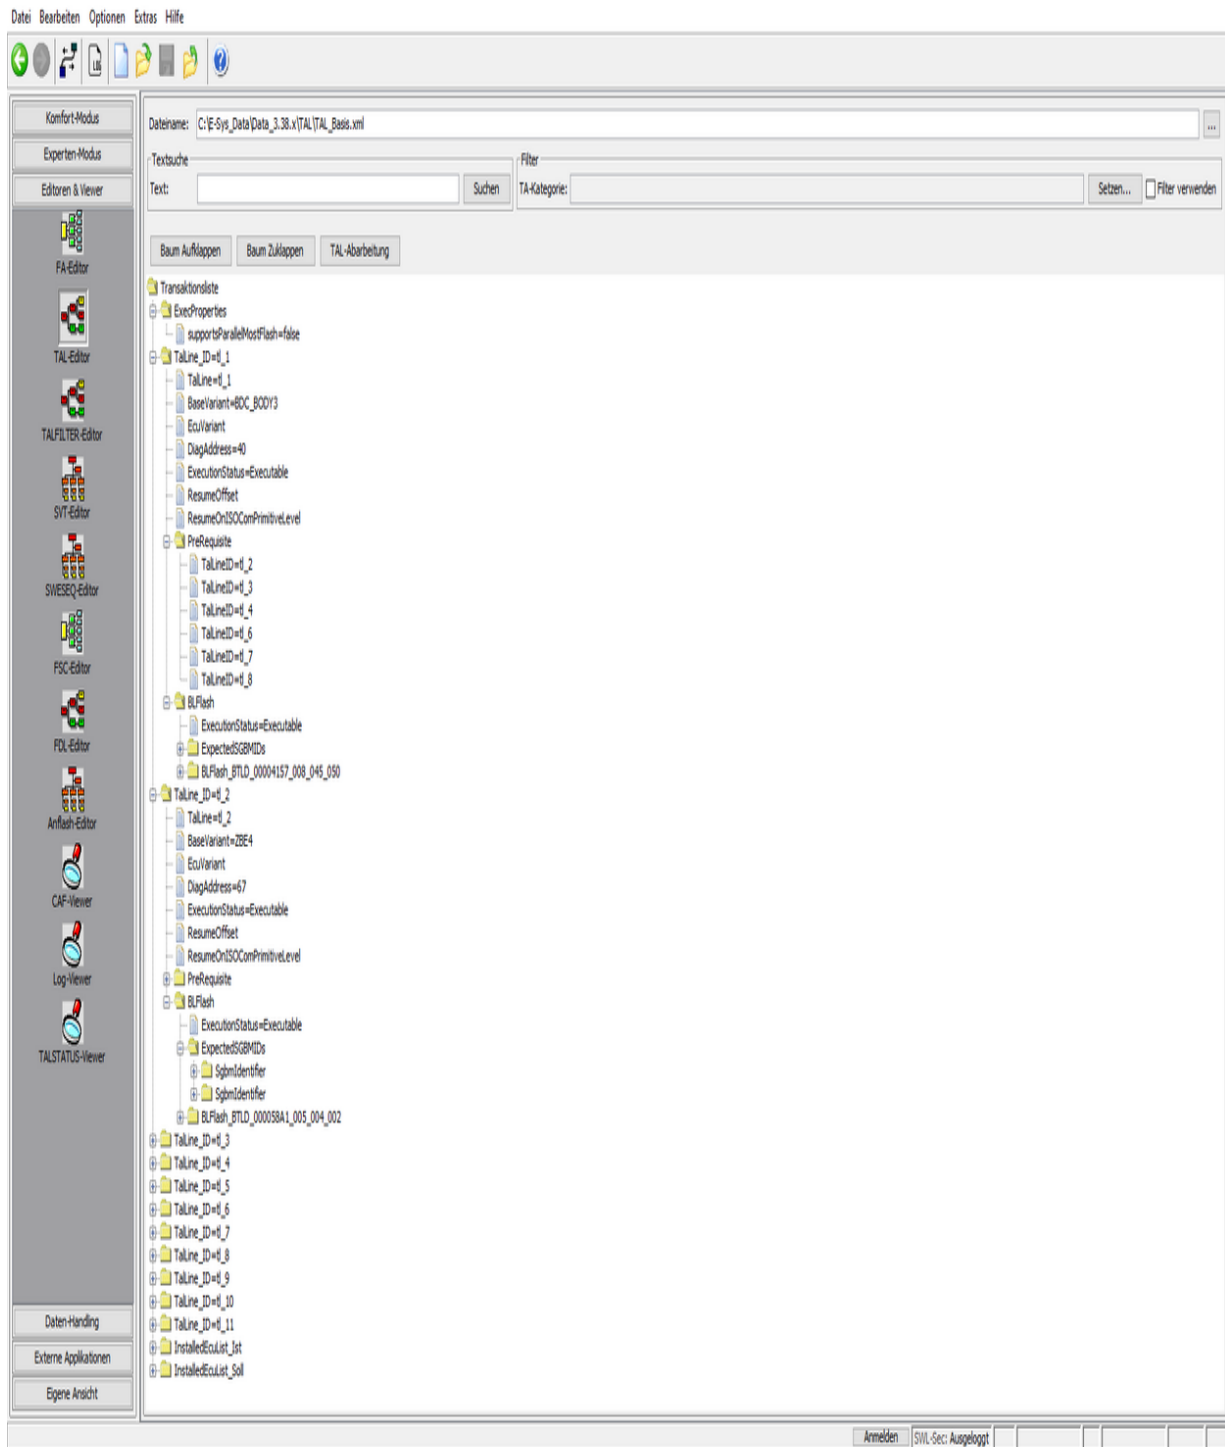 Datei Bearbeiten Optionen Extras Hilfe
Komfort-Modus
Experten-Modus
Editoren & Viewer
FA-Editor
TAL-Editor
TALFILTER-Editor
SVT-Editor
SWESEQ-Editor
FSC-Editor
FDL-Editor
Anflash-Editor
CAF-Viewer
Log-Viewer
TALSTATUS-Viewer
Daten-Handling
Externe Applikationen
Eigene Ansicht
Dateiname: C:\E-Sys_Data\Data_3.38.x\TAL\TAL_Basis.xml ...
Textsuche
Text: Suchen
Filter
TA-Kategorie: Setzen... Filter verwenden
Baum Aufklappen Baum Zuklappen TAL-Abarbeitung
Transaktionsliste
ExecProperties
supportsParallelMostFlash=false
TalLine_ID=tl_1
TalLine=tl_1
BaseVariant=BDC_BODY3
EcuVariant
DiagAddress=40
ExecutionStatus=Executable
ResumeOffset
ResumeOnISOComPrimitiveLevel
PreRequisite
TalLineID=tl_2
TalLineID=tl_3
TalLineID=tl_4
TalLineID=tl_6
TalLineID=tl_7
TalLineID=tl_8
BLFlash
ExecutionStatus=Executable
ExpectedSGBMIDs
BLFlash_BTLD_00004157_008_045_050
TalLine_ID=tl_2
TalLine=tl_2
BaseVariant=ZBE4
EcuVariant
DiagAddress=67
ExecutionStatus=Executable
ResumeOffset
ResumeOnISOComPrimitiveLevel
PreRequisite
BLFlash
ExecutionStatus=Executable
ExpectedSGBMIDs
SgbmIdentifier
SgbmIdentifier
BLFlash_BTLD_000058A1_005_004_002
TalLine_ID=tl_3
TalLine_ID=tl_4
TalLine_ID=tl_5
TalLine_ID=tl_6
TalLine_ID=tl_7
TalLine_ID=tl_8
TalLine_ID=tl_9
TalLine_ID=tl_10
TalLine_ID=tl_11
InstalledEcuList_Ist
InstalledEcuList_Soll
Anmelden SWL-Sec: Ausgeloggt